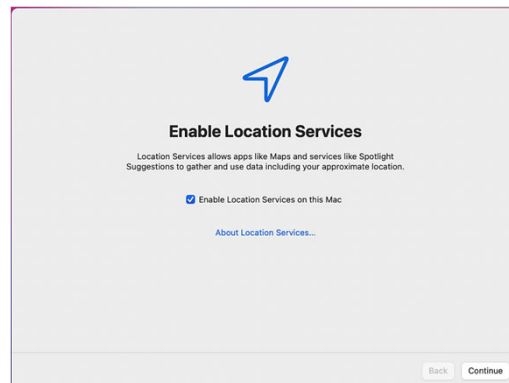 Enable Location Services
Location Services allows apps like Maps and services like Spotlight
Suggestions to gather and use data including your approximate location.
Enable Location Services on this Mac
About Location Services...
Back
Continue